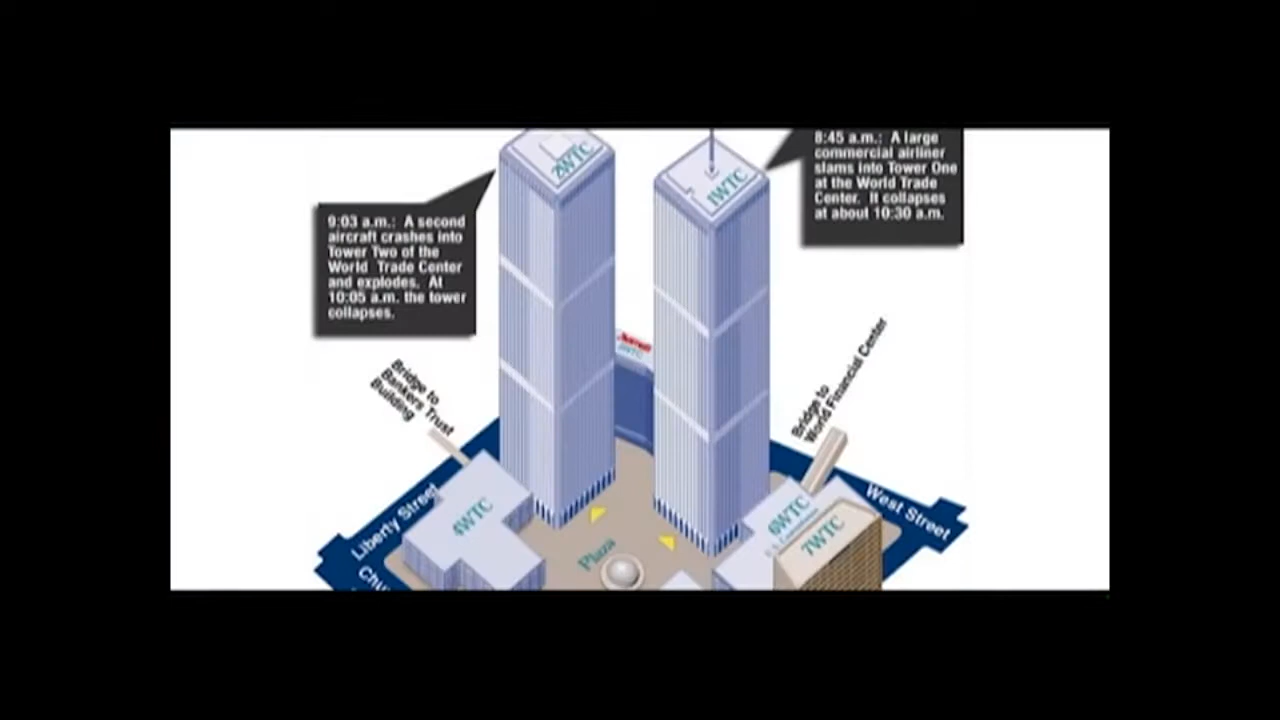 2WTC
1WTC
8:45 a.m.: A large
commercial airliner
slams into Tower One
at the World Trade
Center. It collapses
at about 10:30 a.m.
9:03 a.m.: A second
aircraft crashes into
Tower Two of the
World Trade Center
and explodes. At
10:05 a.m. the tower
collapses.
Marriott
Bridge to
Bankers Trust
Building
Bridge to
World Financial Center
Liberty Street
4WTC
Plaza
6WTC
7WTC
West Street